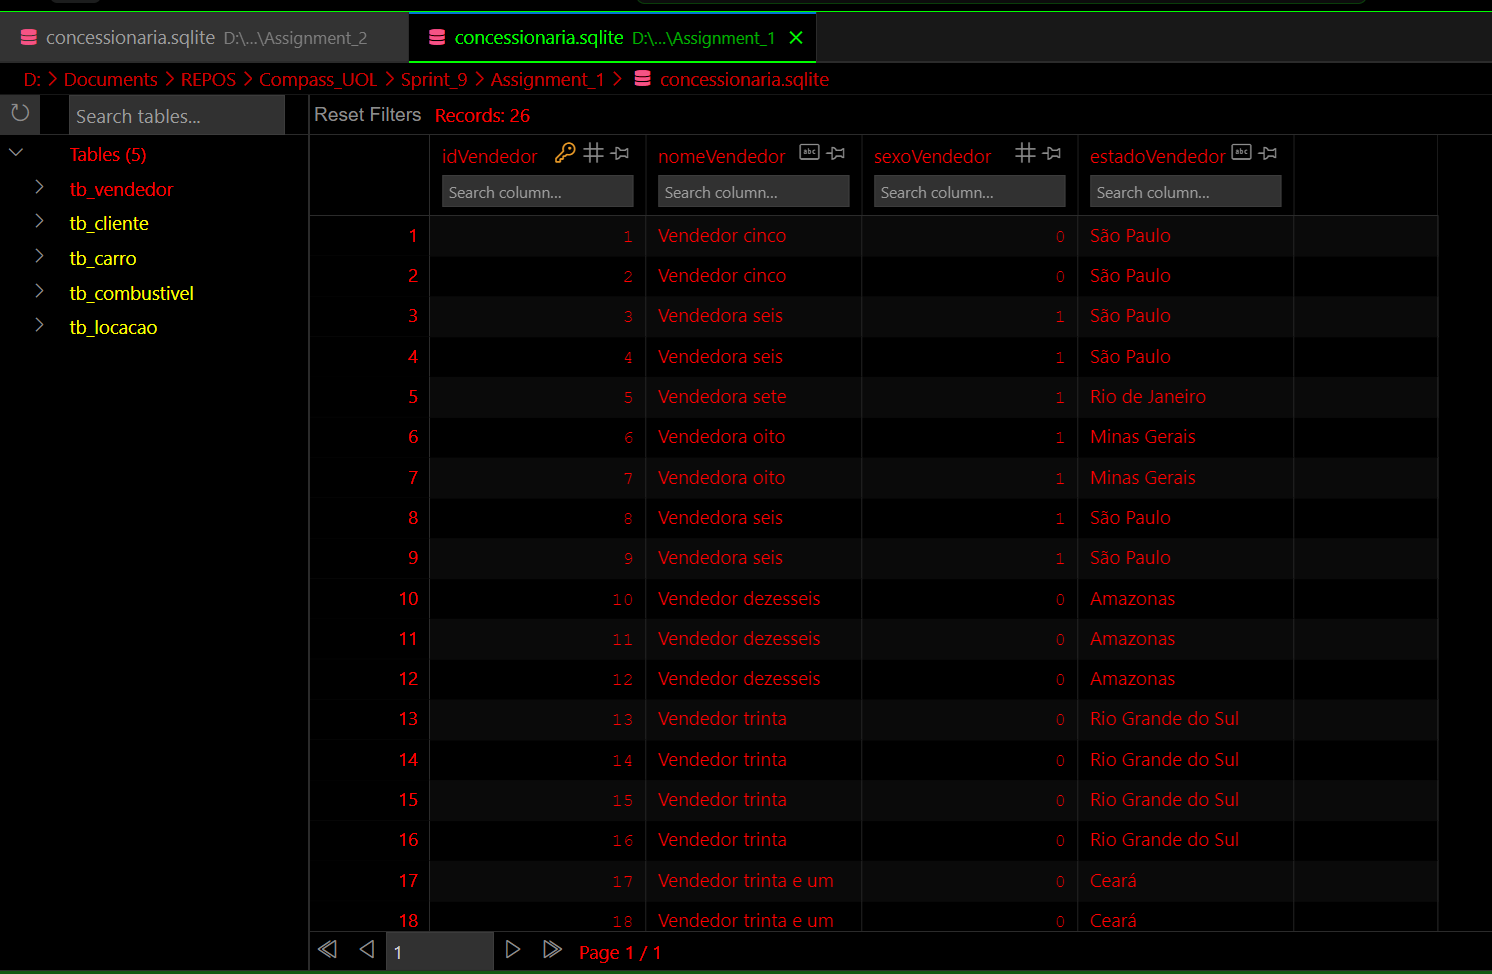 concessionaria.sqlite D:\...\Assignment_2
concessionaria.sqlite D:\...\Assignment_1
D: > Documents > REPOS > Compass_UOL > Sprint_9 > Assignment_1 > concessionaria.sqlite
Search tables...
Reset Filters Records: 26
Tables (5)
tb_vendedor
tb_cliente
tb_carro
tb_combustivel
tb_locacao
idVendedor nomeVendedor abc sexoVendedor estadoVendedor abc
Search column... Search column... Search column... Search column...
1 1 Vendedor cinco 0 São Paulo
2 2 Vendedor cinco 0 São Paulo
3 3 Vendedora seis 1 São Paulo
4 4 Vendedora seis 1 São Paulo
5 5 Vendedora sete 1 Rio de Janeiro
6 6 Vendedora oito 1 Minas Gerais
7 7 Vendedora oito 1 Minas Gerais
8 8 Vendedora seis 1 São Paulo
9 9 Vendedora seis 1 São Paulo
10 10 Vendedor dezesseis 0 Amazonas
11 11 Vendedor dezesseis 0 Amazonas
12 12 Vendedor dezesseis 0 Amazonas
13 13 Vendedor trinta 0 Rio Grande do Sul
14 14 Vendedor trinta 0 Rio Grande do Sul
15 15 Vendedor trinta 0 Rio Grande do Sul
16 16 Vendedor trinta 0 Rio Grande do Sul
17 17 Vendedor trinta e um 0 Ceará
18 18 Vendedor trinta e um 0 Ceará
1 Page 1 / 1